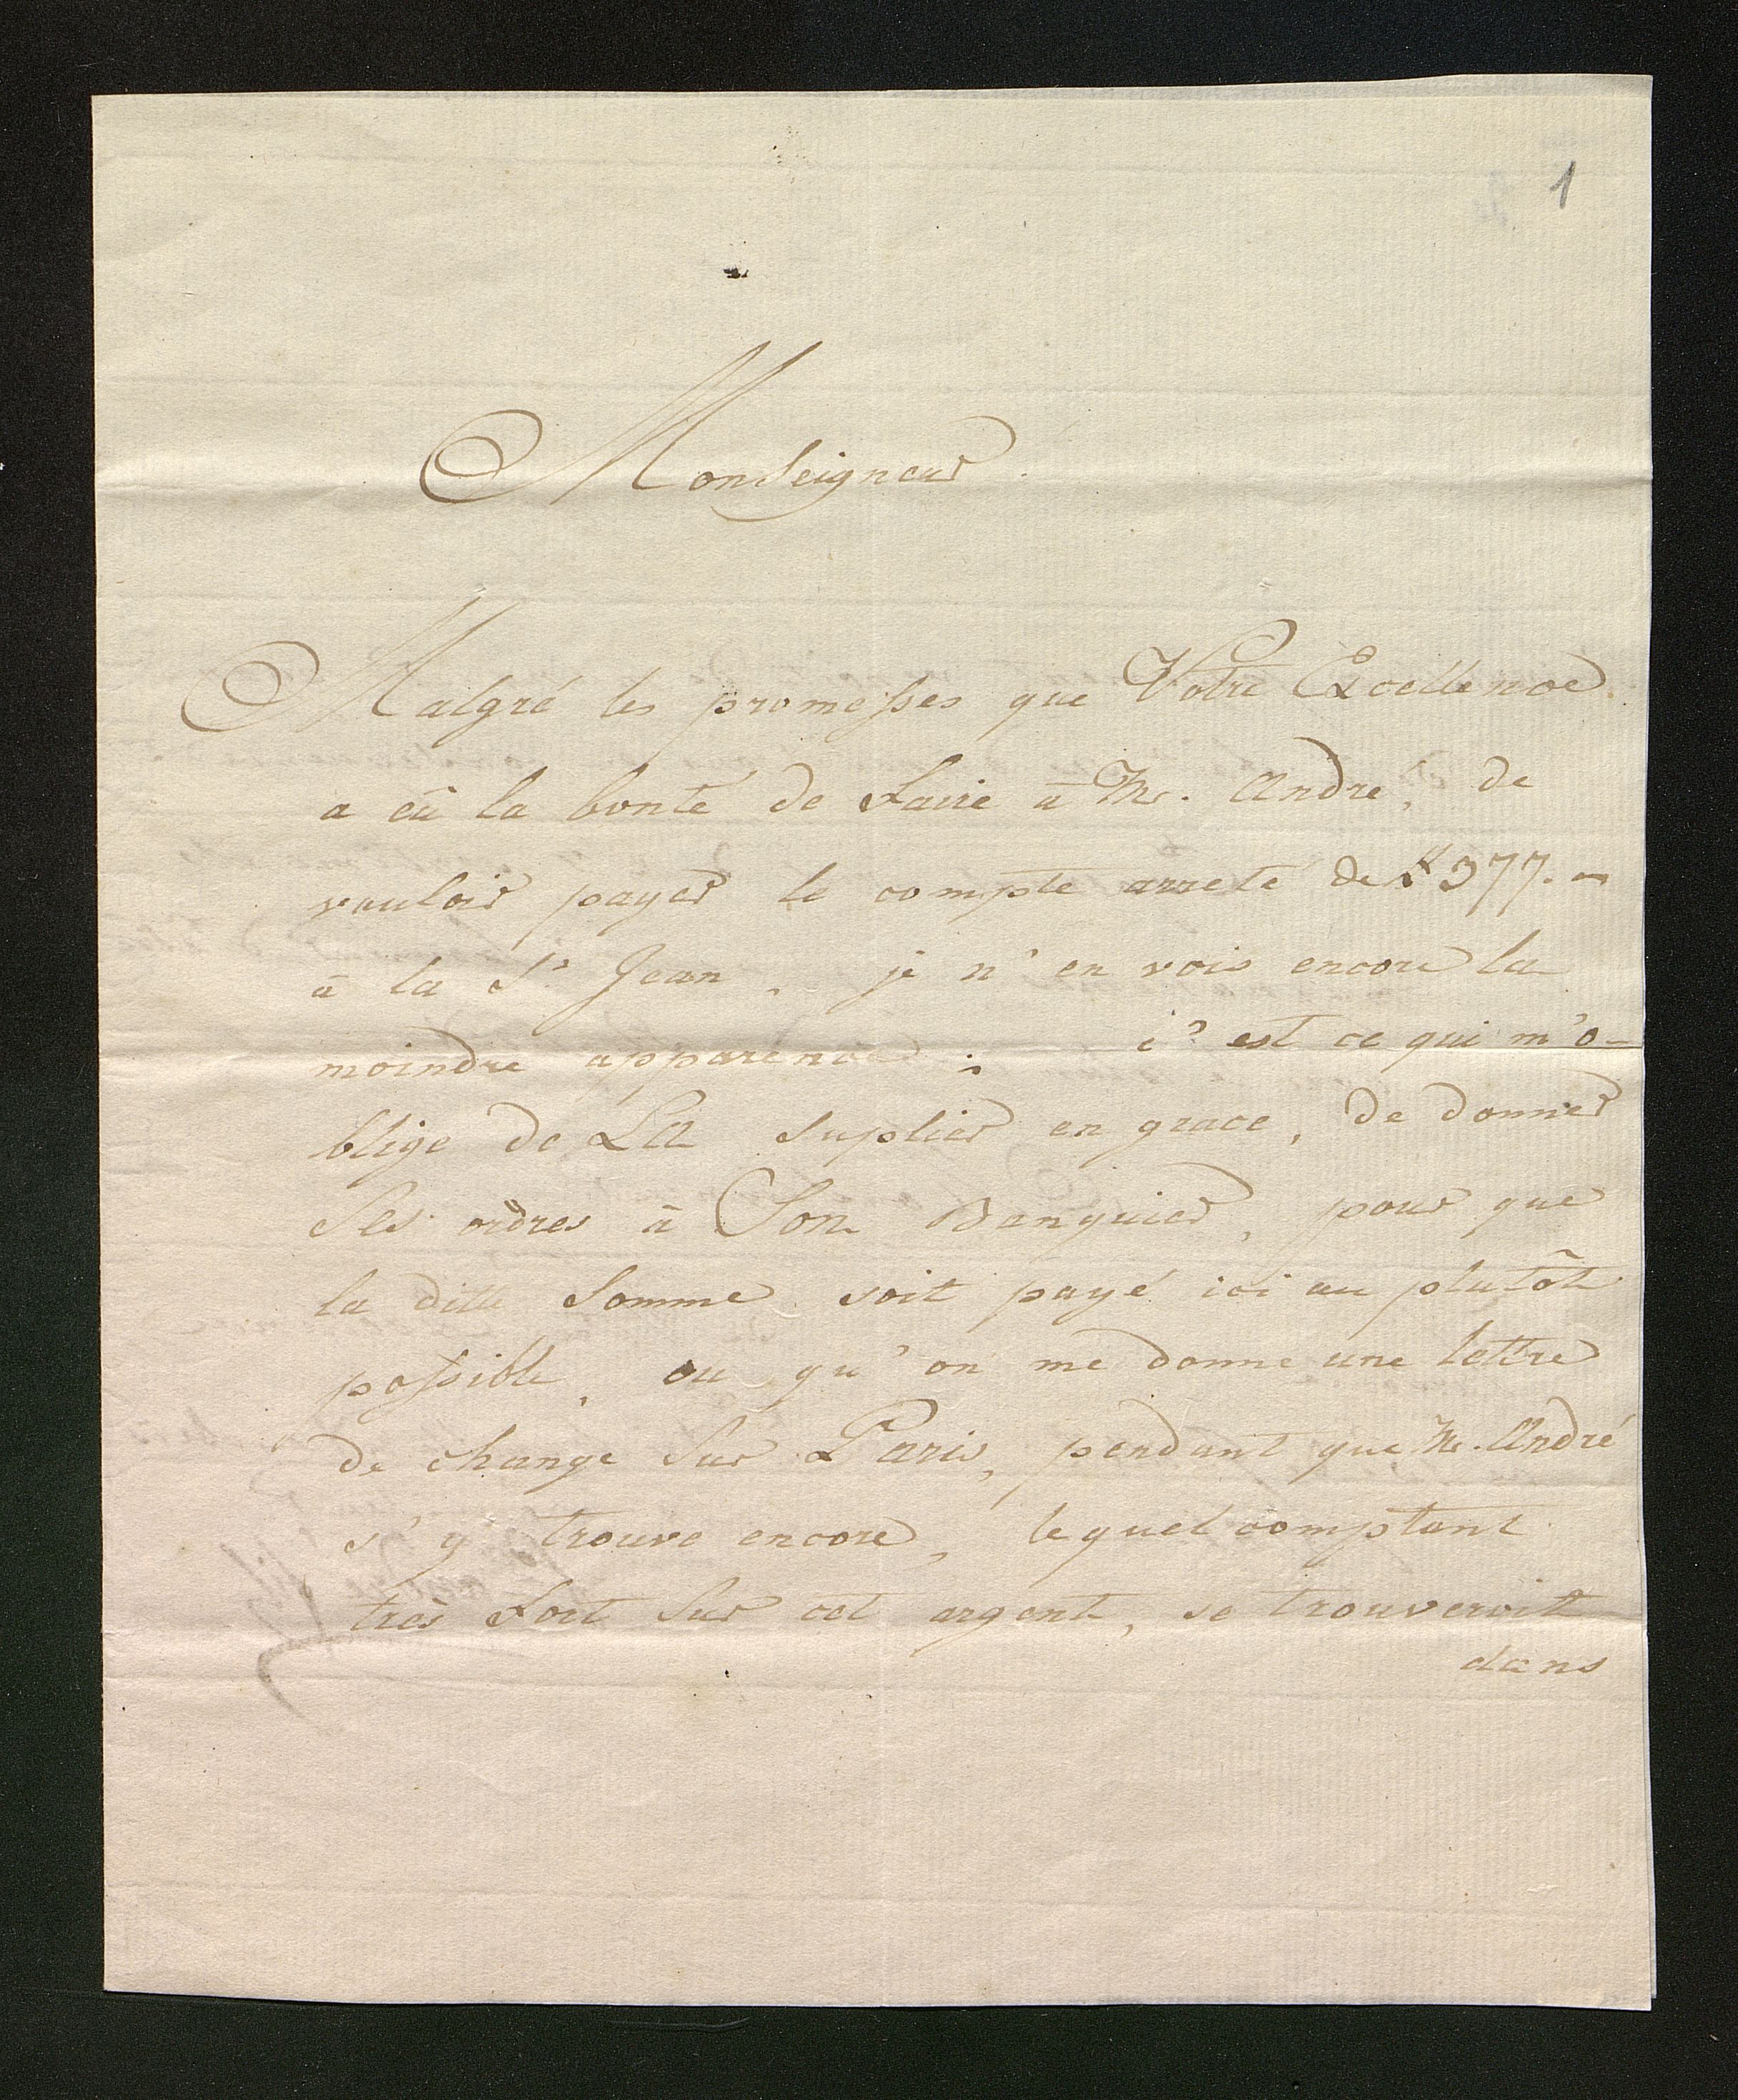 1
Monseigneur
Malgré les promesses que Votre Excellence
a eû la bonté de faire a Mr. André, de
vouloir payer le compte arreté de # 377.-
à la St Jean, je n'en vois encore la
moindre apparence; c'est ce qui m'o-
blige de LA suplier en grace, de donner
Ses ordres à Son Banquier, pour que
la ditte Somme soit payé ici au plutôt
possible, ou qu'on me donne une lettre
de change Sur Paris, pendant que Mr. André
s'y trouve encore, lequel comptant
très fort Sur cet argent, se trouveroit
dans